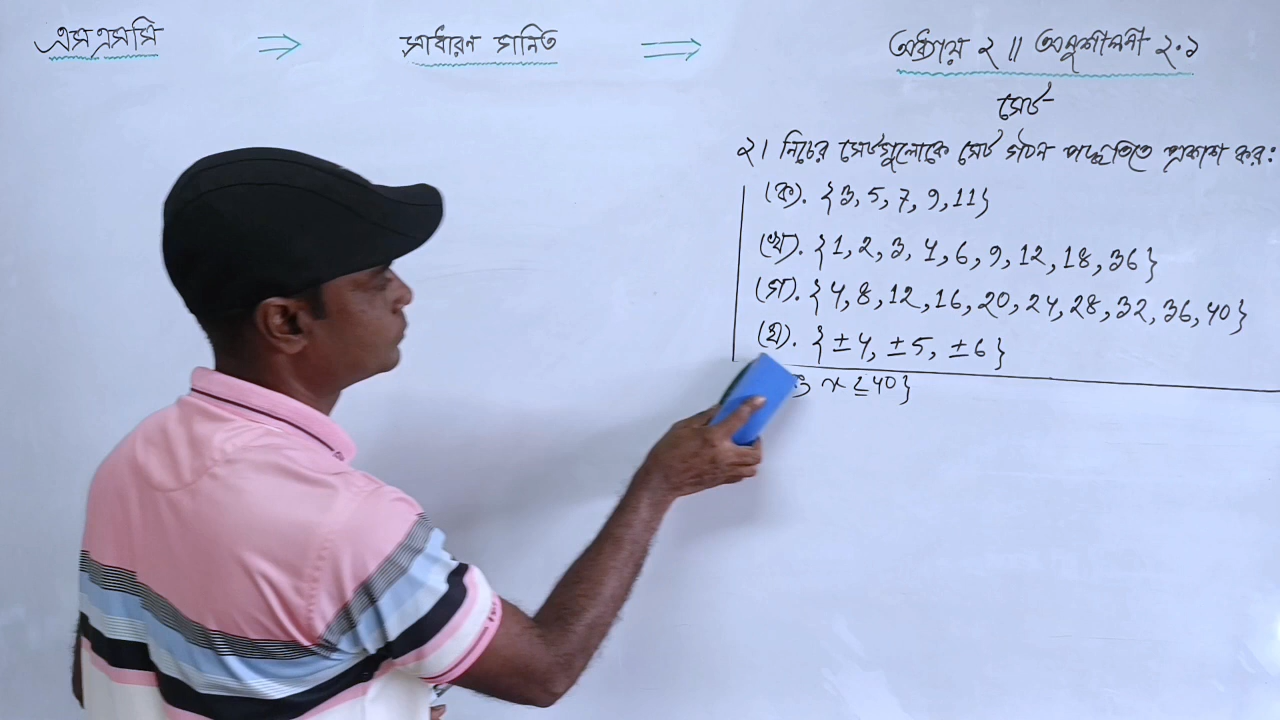 এসএসসি ⇒ সাধারণ গনিত ⇒ অধ্যায় ২ || অনুশীলনী ২.১
সেট
২। নিচের সেটগুলোকে সেট গঠন পদ্ধতিতে প্রকাশ কর:
(ক). {3, 5, 7, 9, 11}
(খ). {1, 2, 3, 4, 6, 9, 12, 18, 36}
(গ). {4, 8, 12, 16, 20, 24, 28, 32, 36, 40}
(ঘ). {±4, ±5, ±6}
x ≤ 40}